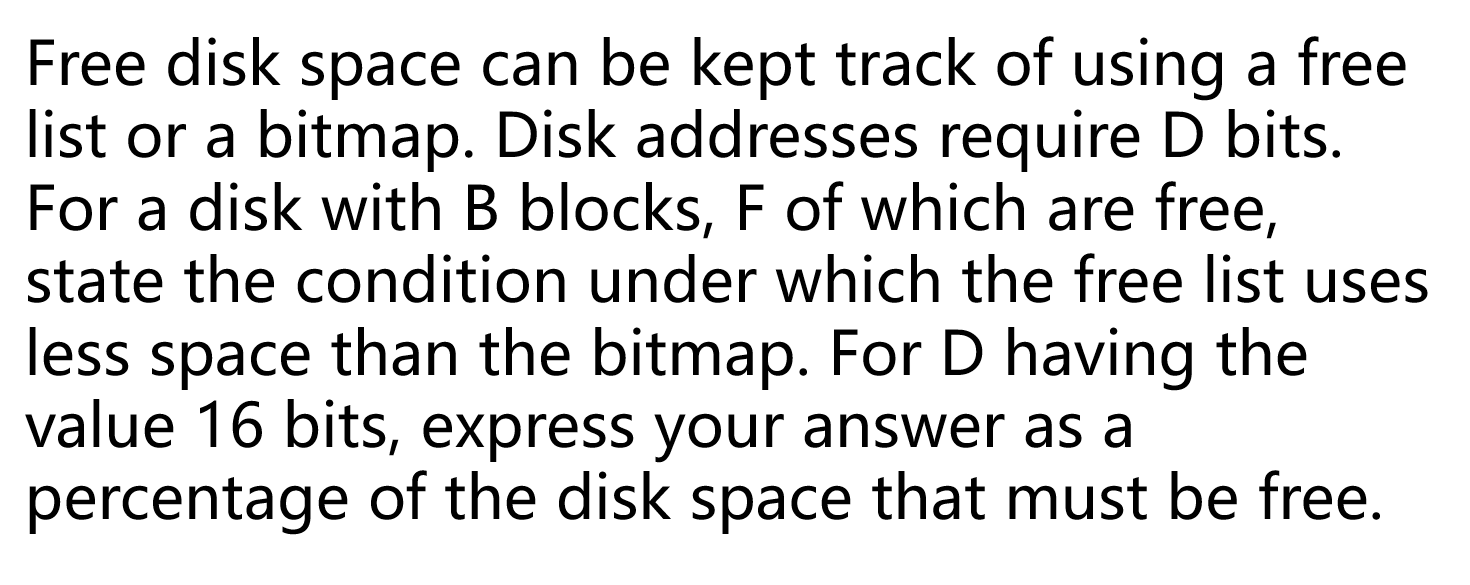 Free disk space can be kept track of using a free
list or a bitmap. Disk addresses require D bits.
For a disk with B blocks, F of which are free,
state the condition under which the free list uses
less space than the bitmap. For D having the
value 16 bits, express your answer as a
percentage of the disk space that must be free.